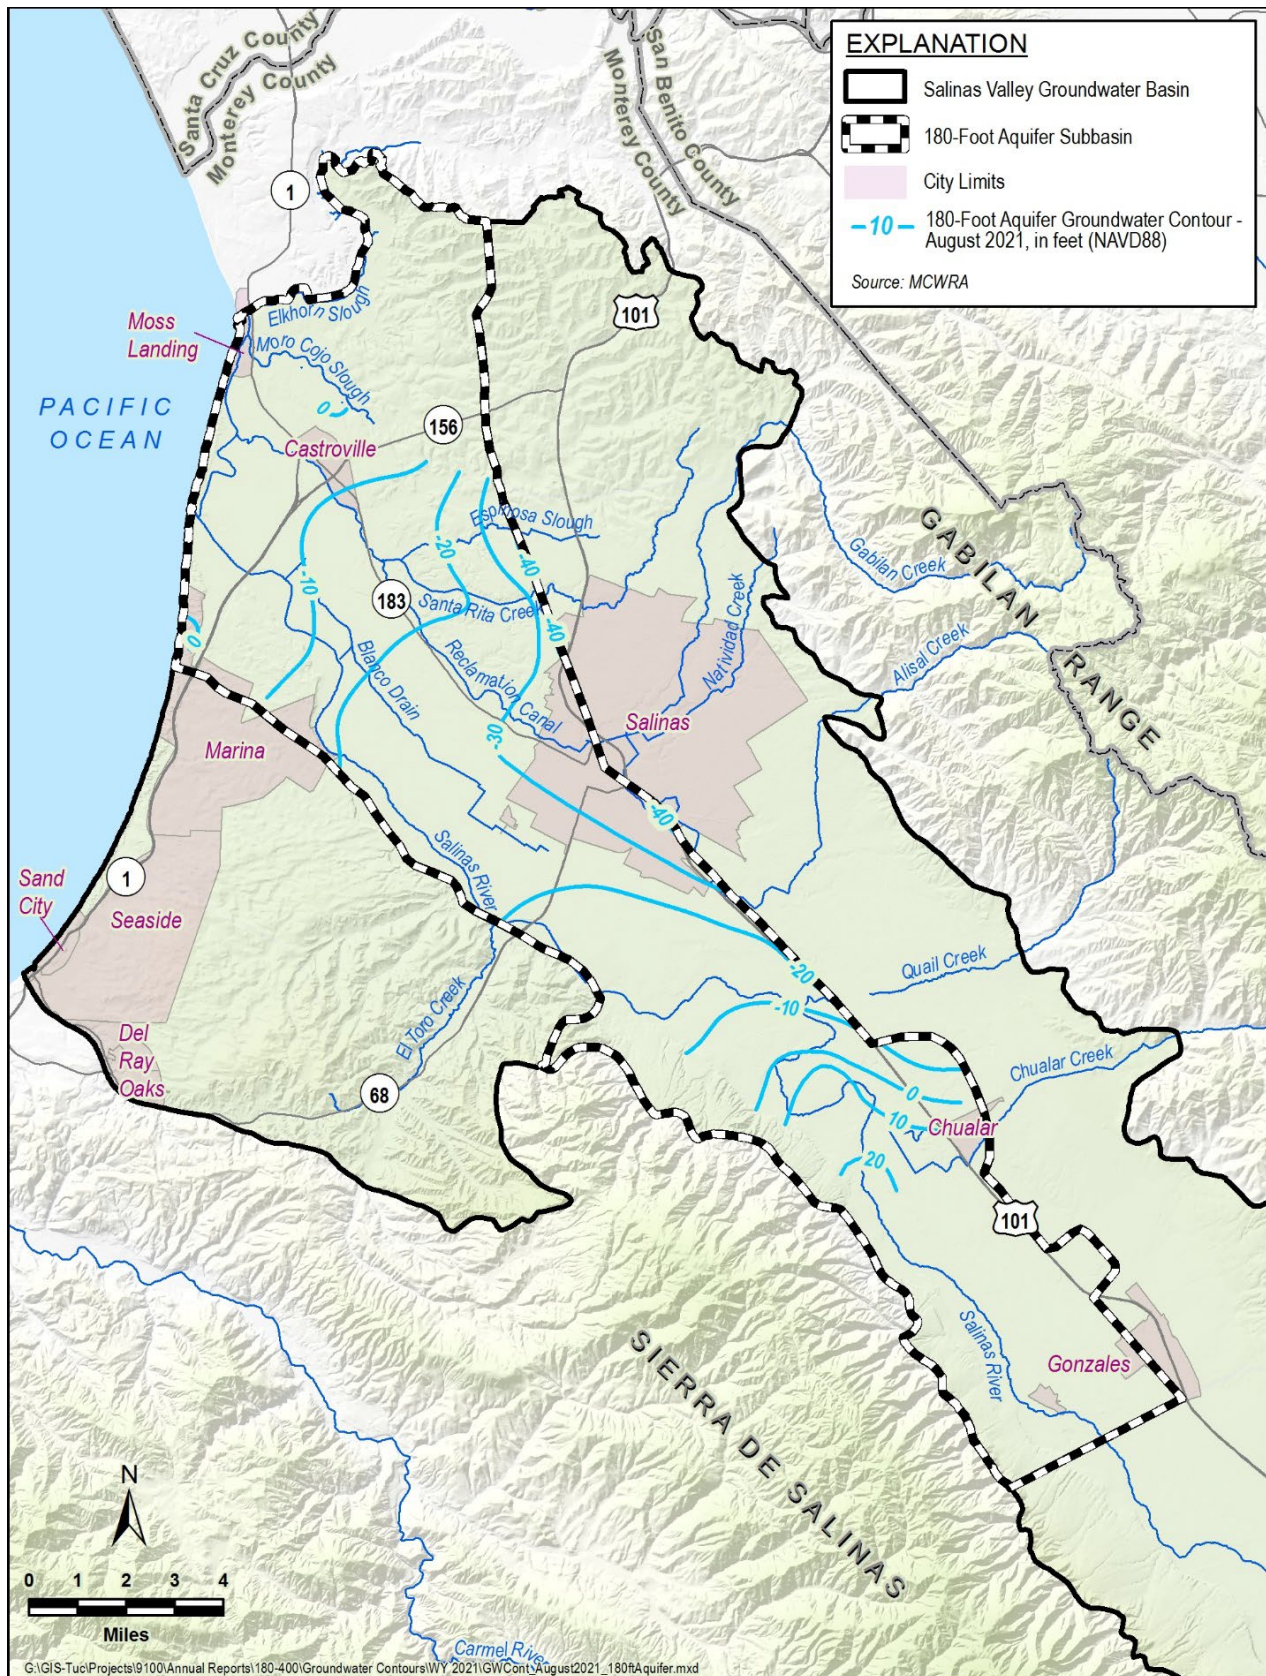 Santa Cruz County
Monterey County
San Benito County
Monterey County
EXPLANATION
Salinas Valley Groundwater Basin
180-Foot Aquifer Subbasin
City Limits
-10
180-Foot Aquifer Groundwater Contour -
August 2021, in feet (NAVD88)
Source: MCWRA
1
101
Elkhorn Slough
Moss
Landing
Moro Cojo Slough
PACIFIC
OCEAN
0
156
Castroville
Espinosa Slough
-20
-40
-10
GABILAN
RANGE
Gabilan Creek
183
Santa Rita Creek
-40
Natividad Creek
Alisal Creek
0
Blanco Drain
Reclamation Canal
-30
Salinas
Marina
-40
Salinas River
1
Sand
City
Seaside
-20
Quail Creek
-10
El Toro Creek
Del
Ray
Oaks
68
Chualar Creek
0
10
Chualar
20
101
Salinas River
Gonzales
SIERRA DE SALINAS
N
0 1 2 3 4
Miles
Carmel River
G:\GIS-Tuc\Projects\9100\Annual Reports\180-400\Groundwater Contours\WY 2021\GWCont_August2021_180ftAquifer.mxd